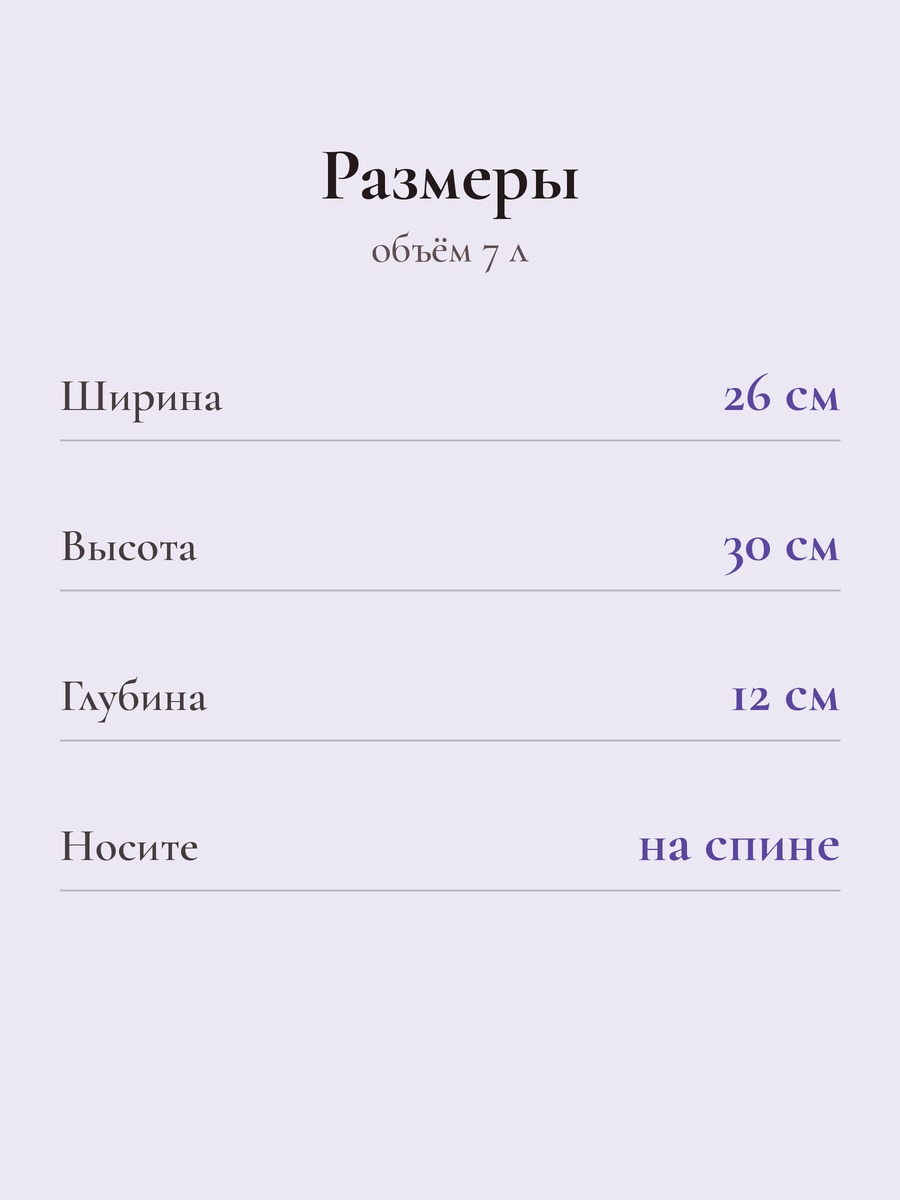 Размеры
объём 7 л
Ширина 26 см
Высота 30 см
Глубина 12 см
Носите на спине